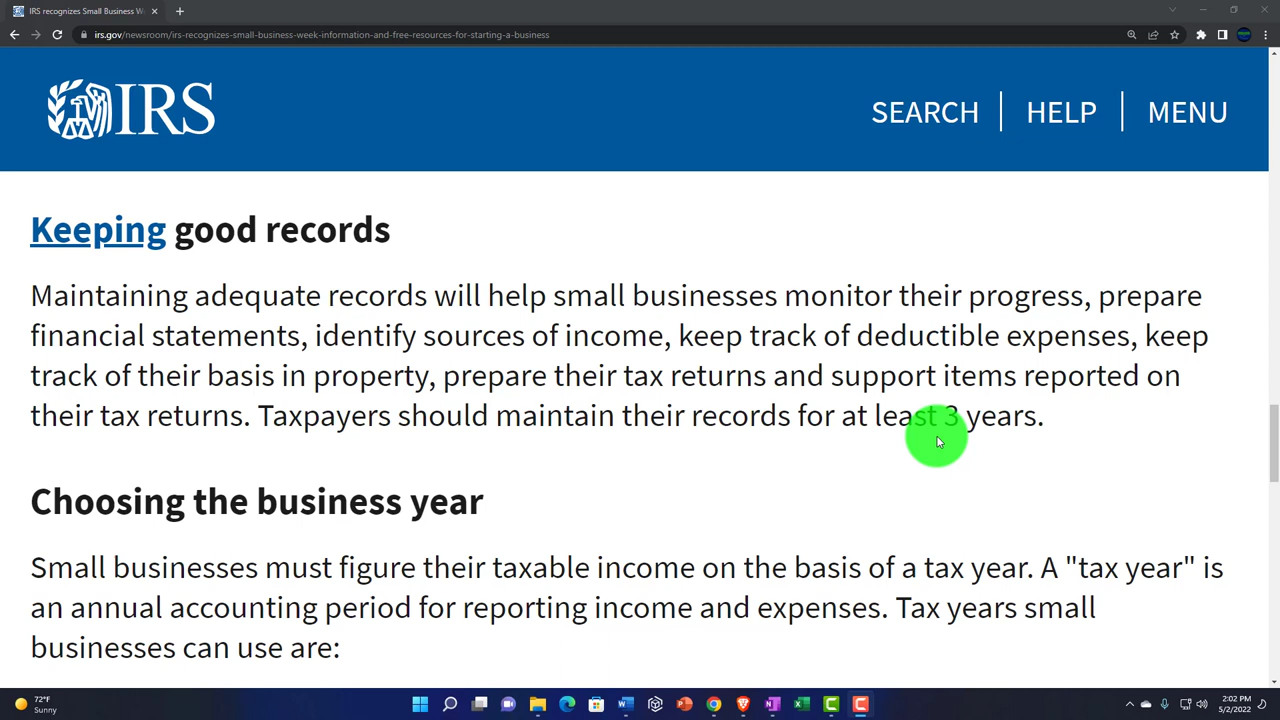 IRS recognizes Small Business W
irs.gov/newsroom/irs-recognizes-small-business-week-information-and-free-resources-for-starting-a-business
IRS
SEARCH
HELP
MENU
Keeping good records
Maintaining adequate records will help small businesses monitor their progress, prepare
financial statements, identify sources of income, keep track of deductible expenses, keep
track of their basis in property, prepare their tax returns and support items reported on
their tax returns. Taxpayers should maintain their records for at least 3 years.
Choosing the business year
Small businesses must figure their taxable income on the basis of a tax year. A "tax year" is
an annual accounting period for reporting income and expenses. Tax years small
businesses can use are:
72°F
Sunny
2:02 PM
5/2/2022